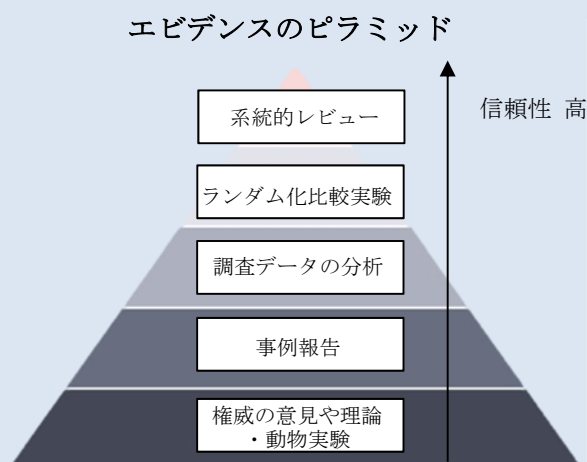 エビデンスのピラミッド
信頼性 高
系統的レビュー
ランダム化比較実験
調査データの分析
事例報告
権威の意見や理論
・動物実験